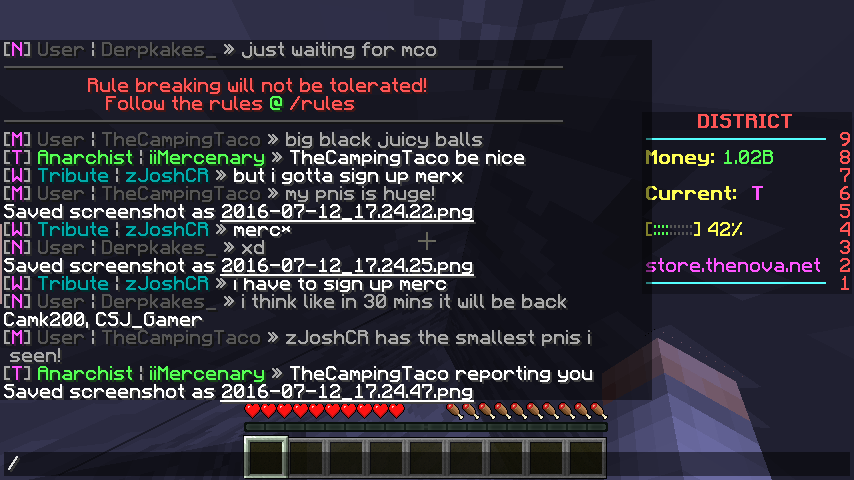 [N] User ¦ Derpkakes_ » just waiting for mco
Rule breaking will not be tolerated!
Follow the rules @ /rules
[M] User ¦ TheCampingTaco » big black juicy balls
[T] Anarchist ¦ iiMercenary » TheCampingTaco be nice
[W] Tribute ¦ zJoshCR » but i gotta sign up merx
[M] User ¦ TheCampingTaco » my pnis is huge!
Saved screenshot as 2016-07-12_17.24.22.png
[W] Tribute ¦ zJoshCR » merc*
[N] User ¦ Derpkakes_ » xd
Saved screenshot as 2016-07-12_17.24.25.png
[W] Tribute ¦ zJoshCR » i have to sign up merc
[N] User ¦ Derpkakes_ » i think like in 30 mins it will be back
Camk200, CSJ_Gamer
[M] User ¦ TheCampingTaco » zJoshCR has the smallest pnis i
seen!
[T] Anarchist ¦ iiMercenary » TheCampingTaco reporting you
Saved screenshot as 2016-07-12_17.24.47.png
/
DISTRICT
9
Money: 1.02B 8
7
Current: T 6
5
[::::::::::] 42% 4
3
store.thenova.net 2
1